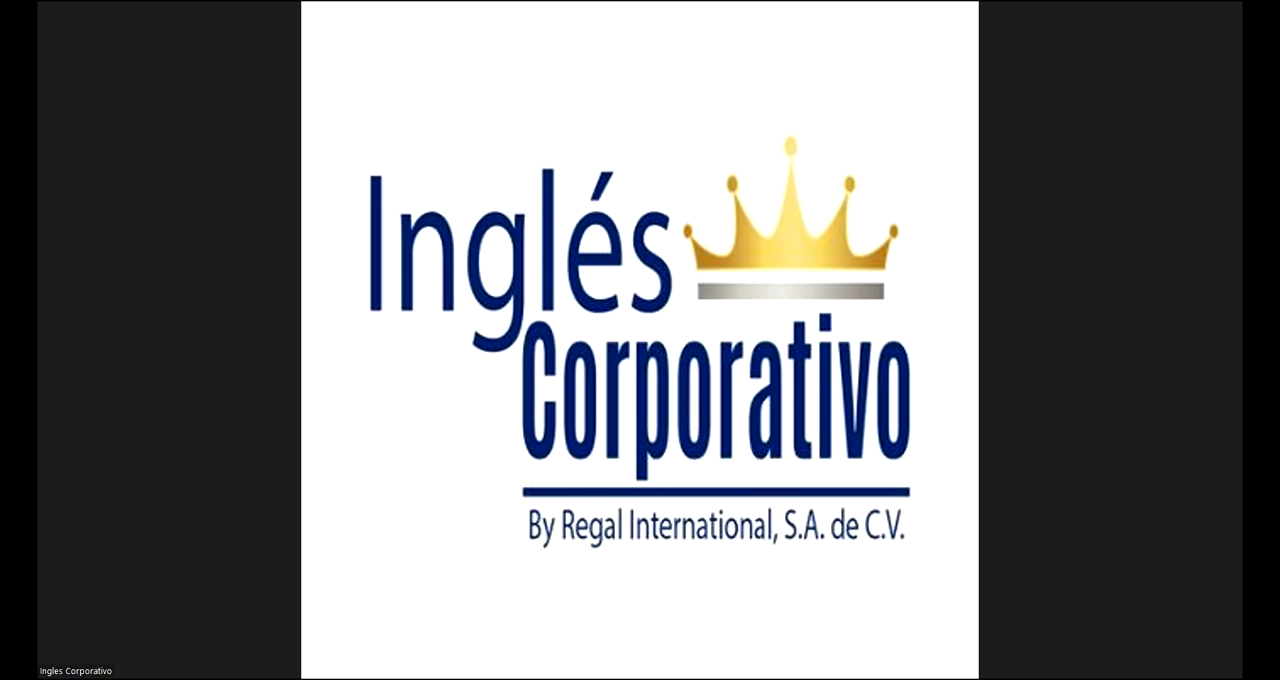 Inglés
Corporativo
By Regal International, S.A. de C.V.
Ingles Corporativo